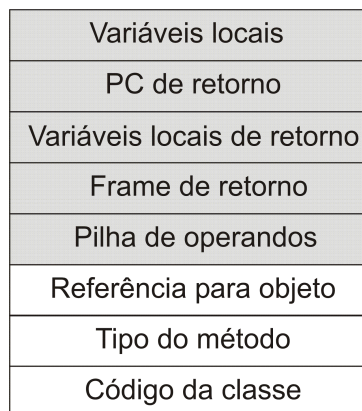 Variáveis locais
PC de retorno
Variáveis locais de retorno
Frame de retorno
Pilha de operandos
Referência para objeto
Tipo do método
Código da classe